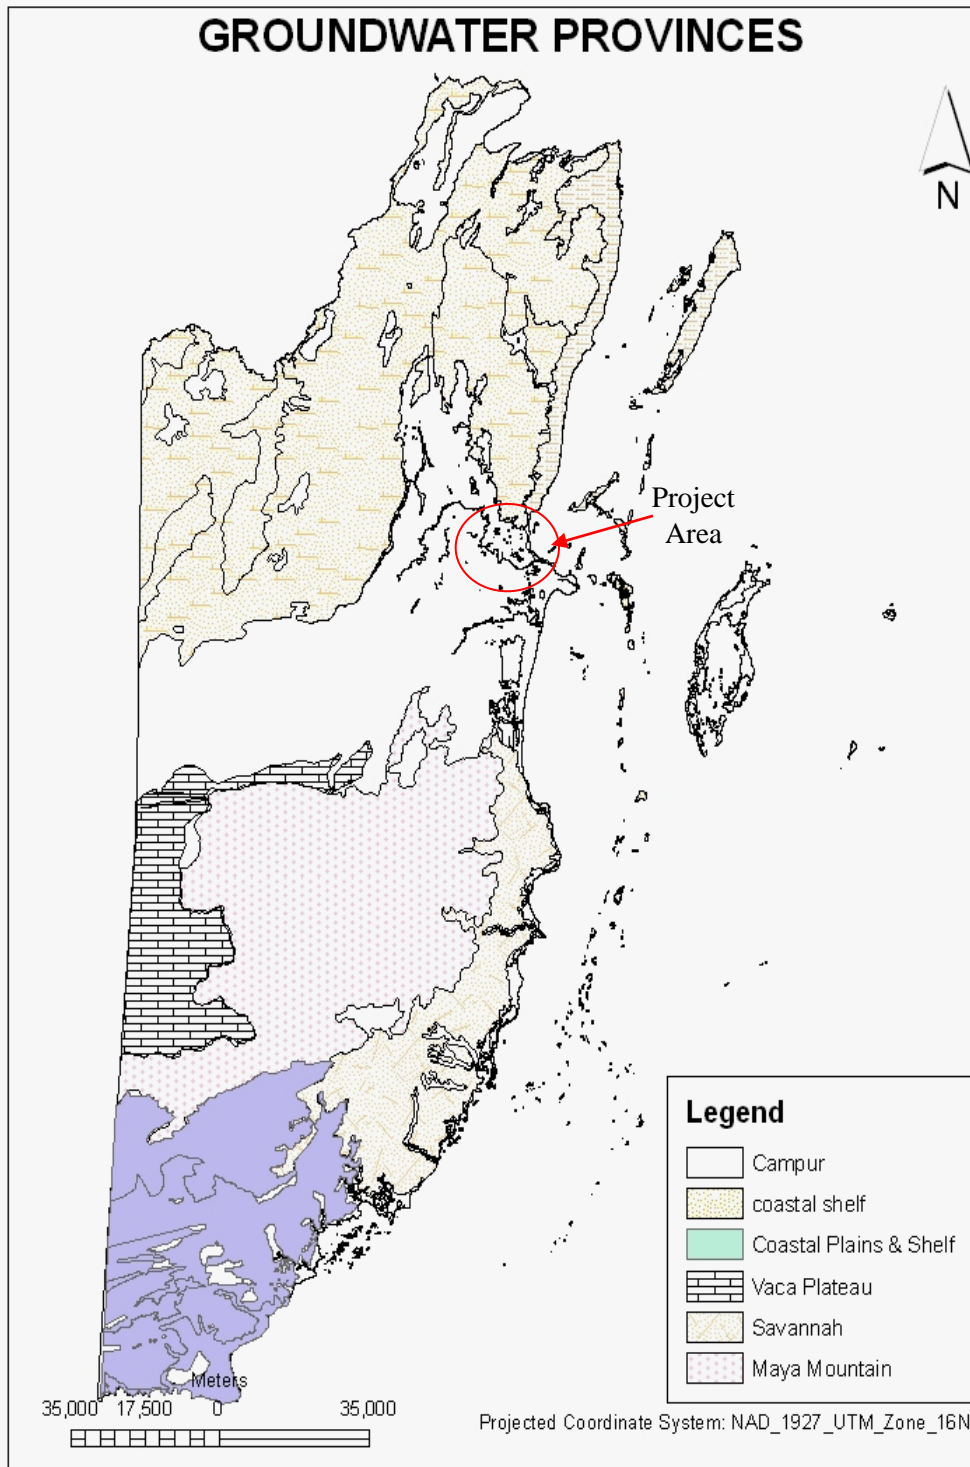 GROUNDWATER PROVINCES
N
Project
Area
Legend
Campur
coastal shelf
Coastal Plains & Shelf
Vaca Plateau
Savannah
Maya Mountain
Meters
35,000 17,500 0 35,000
Projected Coordinate System: NAD_1927_UTM_Zone_16N